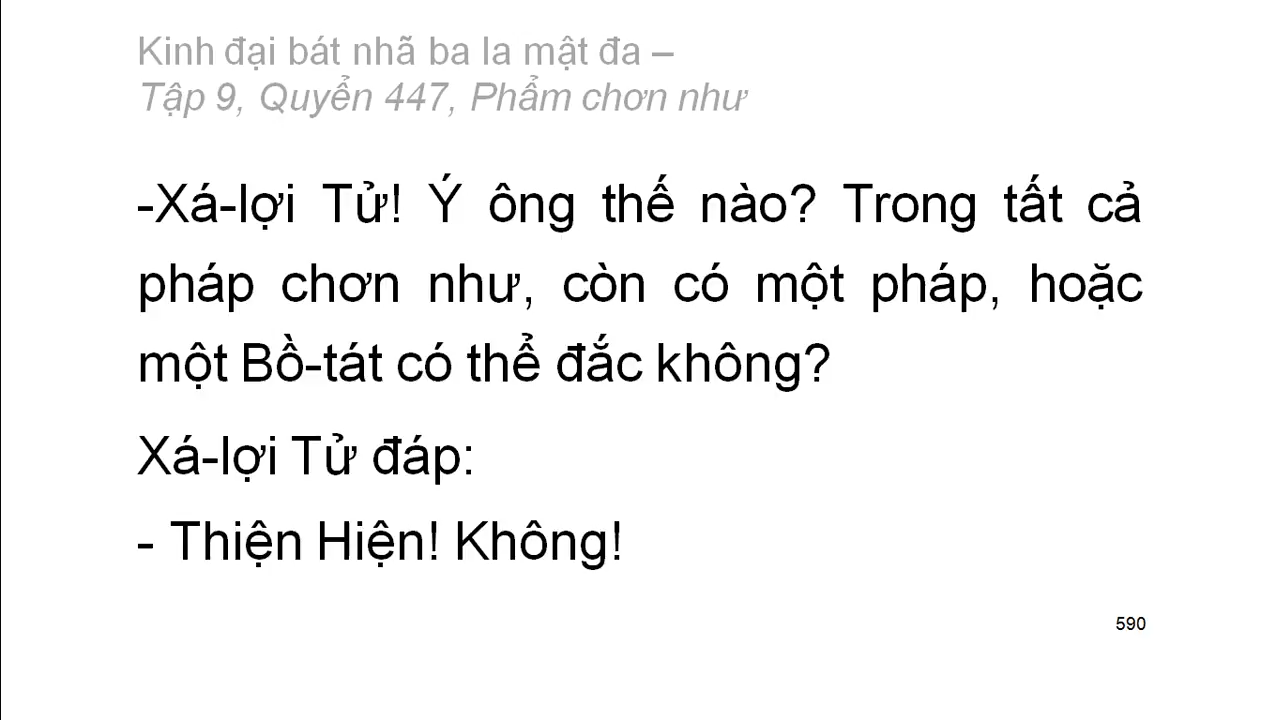 Kinh đại bát nhã ba la mật đa –
Tập 9, Quyển 447, Phẩm chơn như
-Xá-lợi Tử! Ý ông thế nào? Trong tất cả
pháp chơn như, còn có một pháp, hoặc
một Bồ-tát có thể đắc không?
Xá-lợi Tử đáp:
- Thiện Hiện! Không!
590